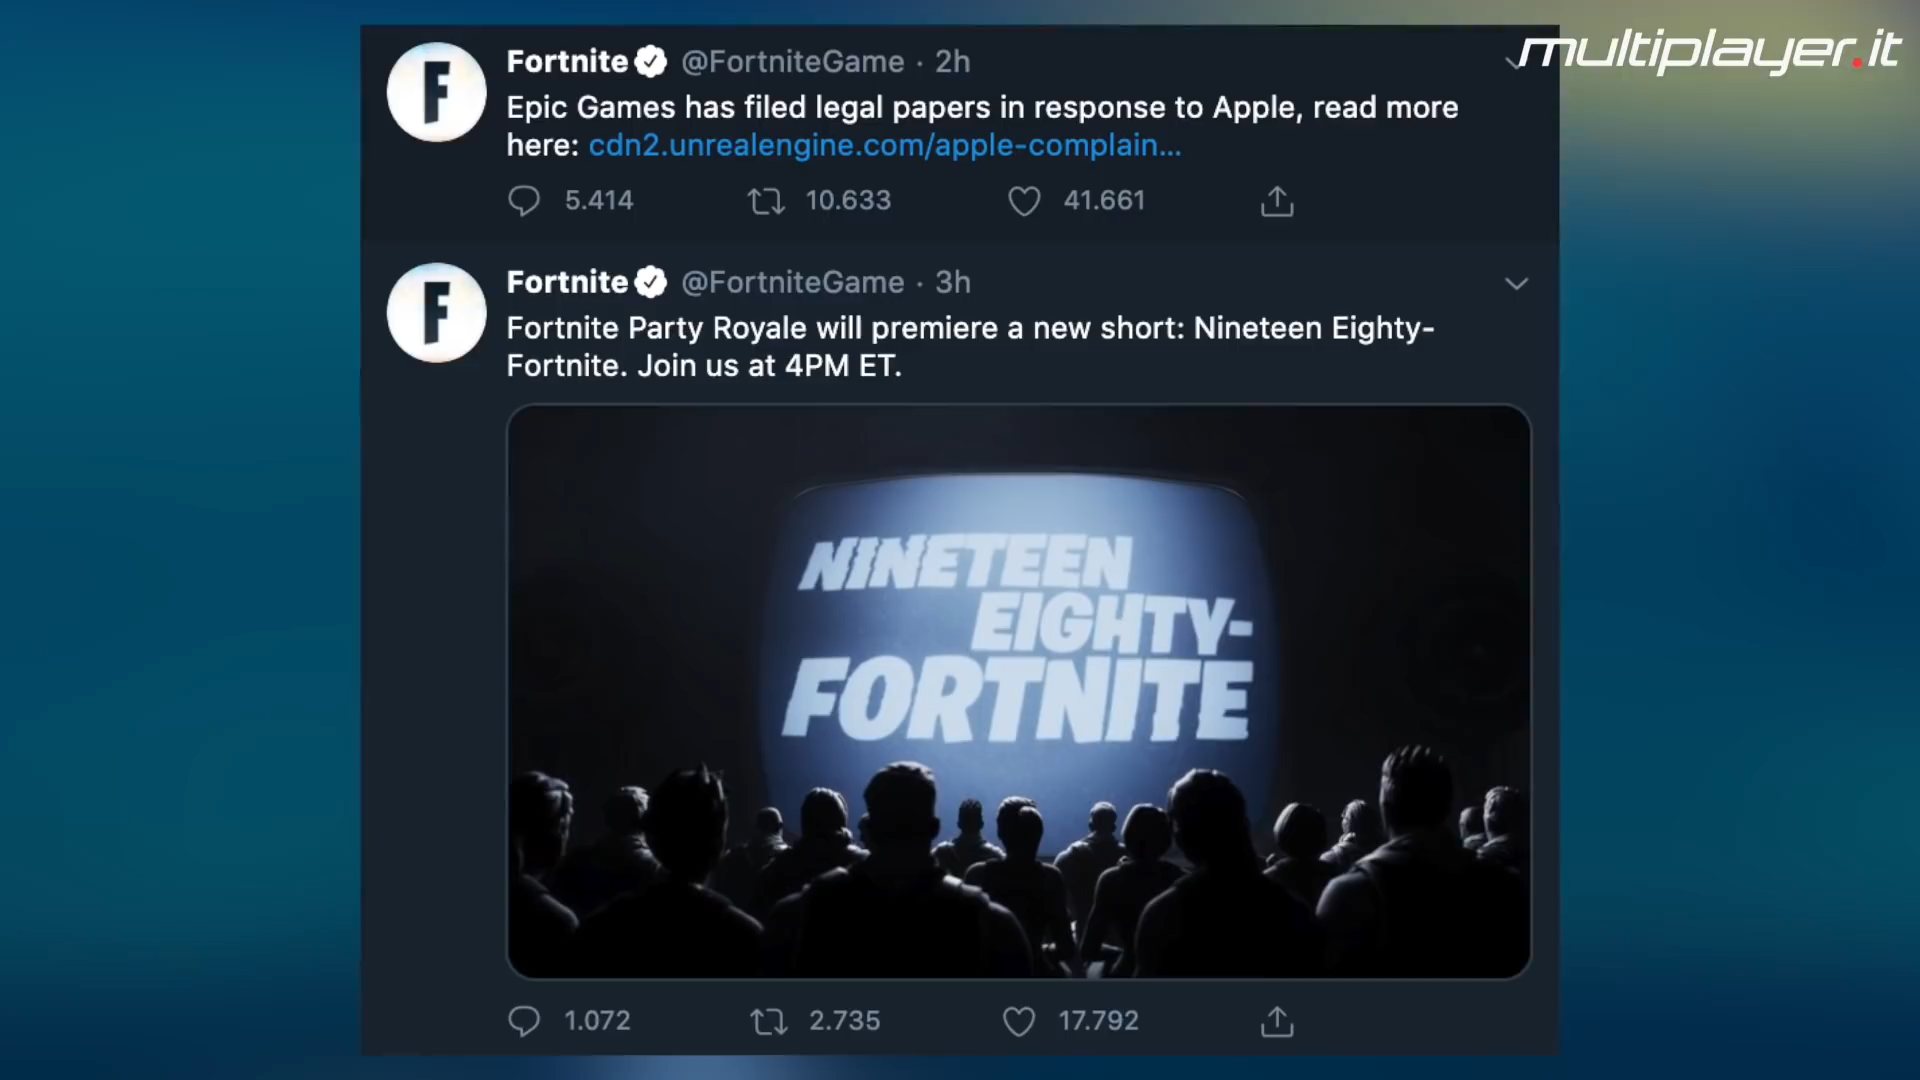 multiplayer.it
Fortnite @FortniteGame · 2h
Epic Games has filed legal papers in response to Apple, read more
here: cdn2.unrealengine.com/apple-complain...
5.414 10.633 41.661
Fortnite @FortniteGame · 3h
Fortnite Party Royale will premiere a new short: Nineteen Eighty-
Fortnite. Join us at 4PM ET.
NINETEEN
EIGHTY-
FORTNITE
1.072 2.735 17.792